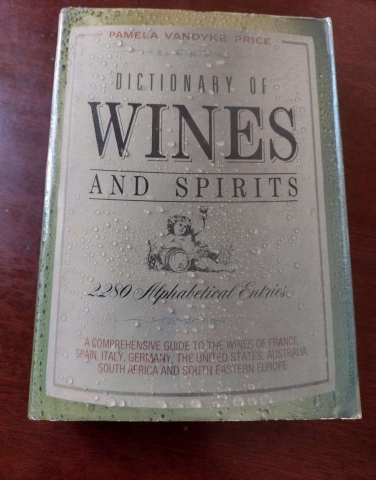 PAMELA VANDYKE PRICE
DICTIONARY OF
WINES
AND SPIRITS
2280 Alphabetical Entries
A COMPREHENSIVE GUIDE TO THE WINES OF FRANCE,
SPAIN, ITALY, GERMANY, THE UNITED STATES, AUSTRALIA,
SOUTH AFRICA AND SOUTH EASTERN EUROPE